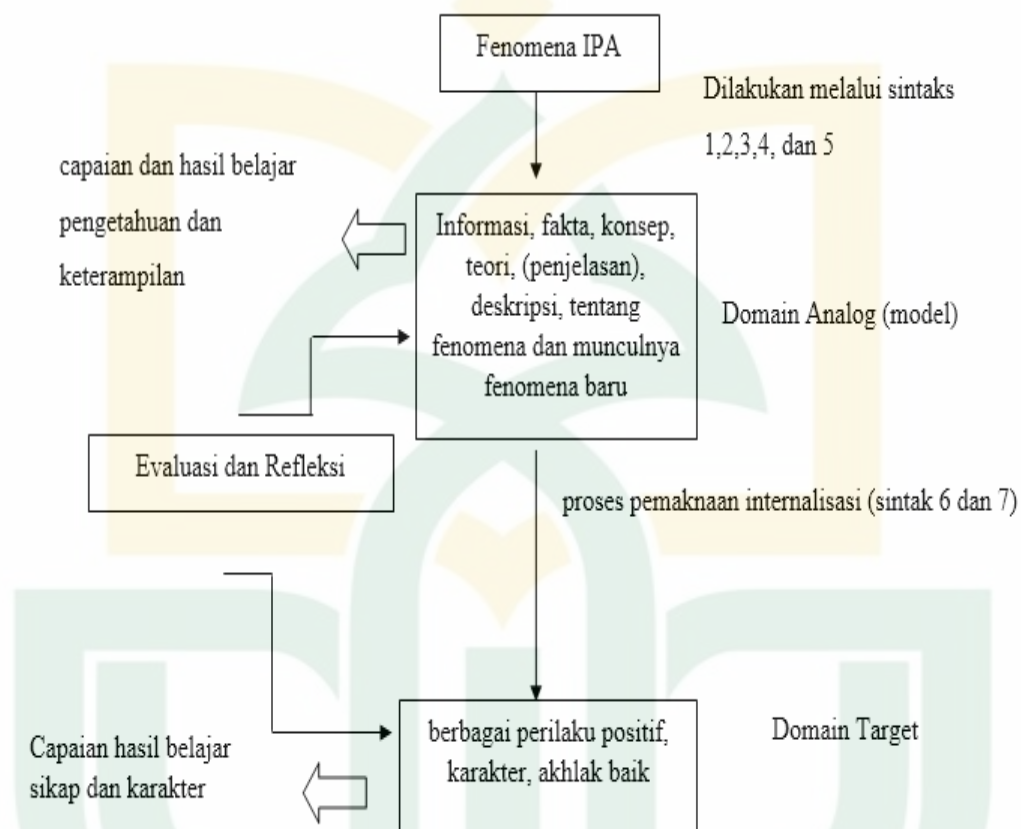 Fenomena IPA
Dilakukan melalui sintaks
1,2,3,4, dan 5
capaian dan hasil belajar
pengetahuan dan
keterampilan
Informasi, fakta, konsep,
teori, (penjelasan),
deskripsi, tentang
fenomena dan munculnya
fenomena baru
Domain Analog (model)
Evaluasi dan Refleksi
proses pemaknaan internalisasi (sintak 6 dan 7)
berbagai perilaku positif,
karakter, akhlak baik
Domain Target
Capaian hasil belajar
sikap dan karakter